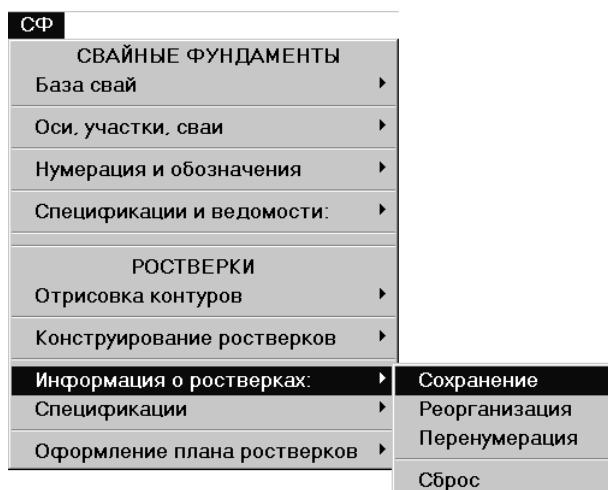 СФ
СВАЙНЫЕ ФУНДАМЕНТЫ
База свай
Оси, участки, сваи
Нумерация и обозначения
Спецификации и ведомости:
РОСТВЕРКИ
Отрисовка контуров
Конструирование ростверков
Информация о ростверках:
Спецификации
Оформление плана ростверков
Сохранение
Реорганизация
Перенумерация
Сброс